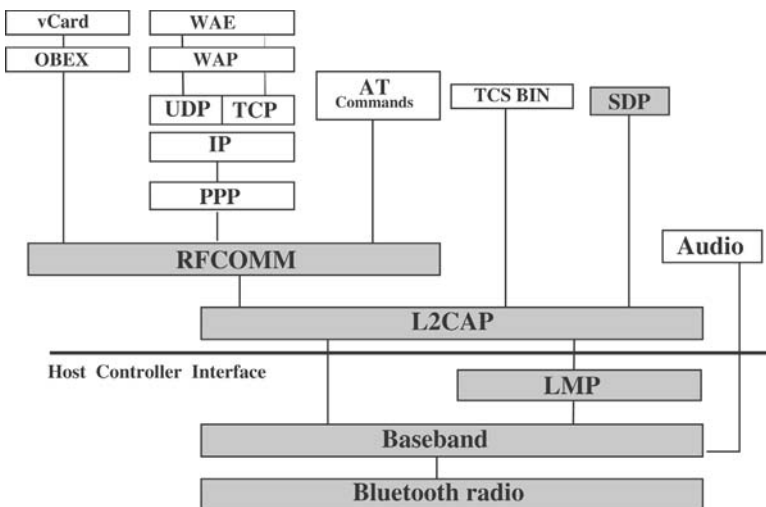 vCard
OBEX
WAE
WAP
UDP TCP
IP
PPP
AT
Commands
TCS BIN
SDP
RFCOMM
Audio
L2CAP
Host Controller Interface
LMP
Baseband
Bluetooth radio